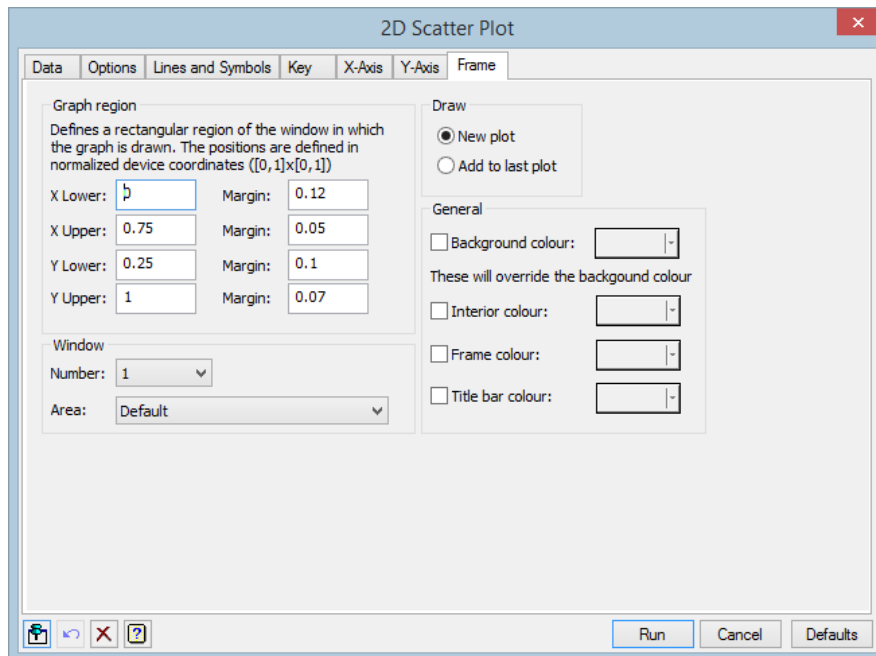 2D Scatter Plot
Data Options Lines and Symbols Key X-Axis Y-Axis Frame
Graph region
Defines a rectangular region of the window in which
the graph is drawn. The positions are defined in
normalized device coordinates ([0,1]x[0,1])
X Lower: 0 Margin: 0.12
X Upper: 0.75 Margin: 0.05
Y Lower: 0.25 Margin: 0.1
Y Upper: 1 Margin: 0.07
Window
Number: 1
Area: Default
Draw
New plot
Add to last plot
General
Background colour:
These will override the backgound colour
Interior colour:
Frame colour:
Title bar colour:
Run Cancel Defaults